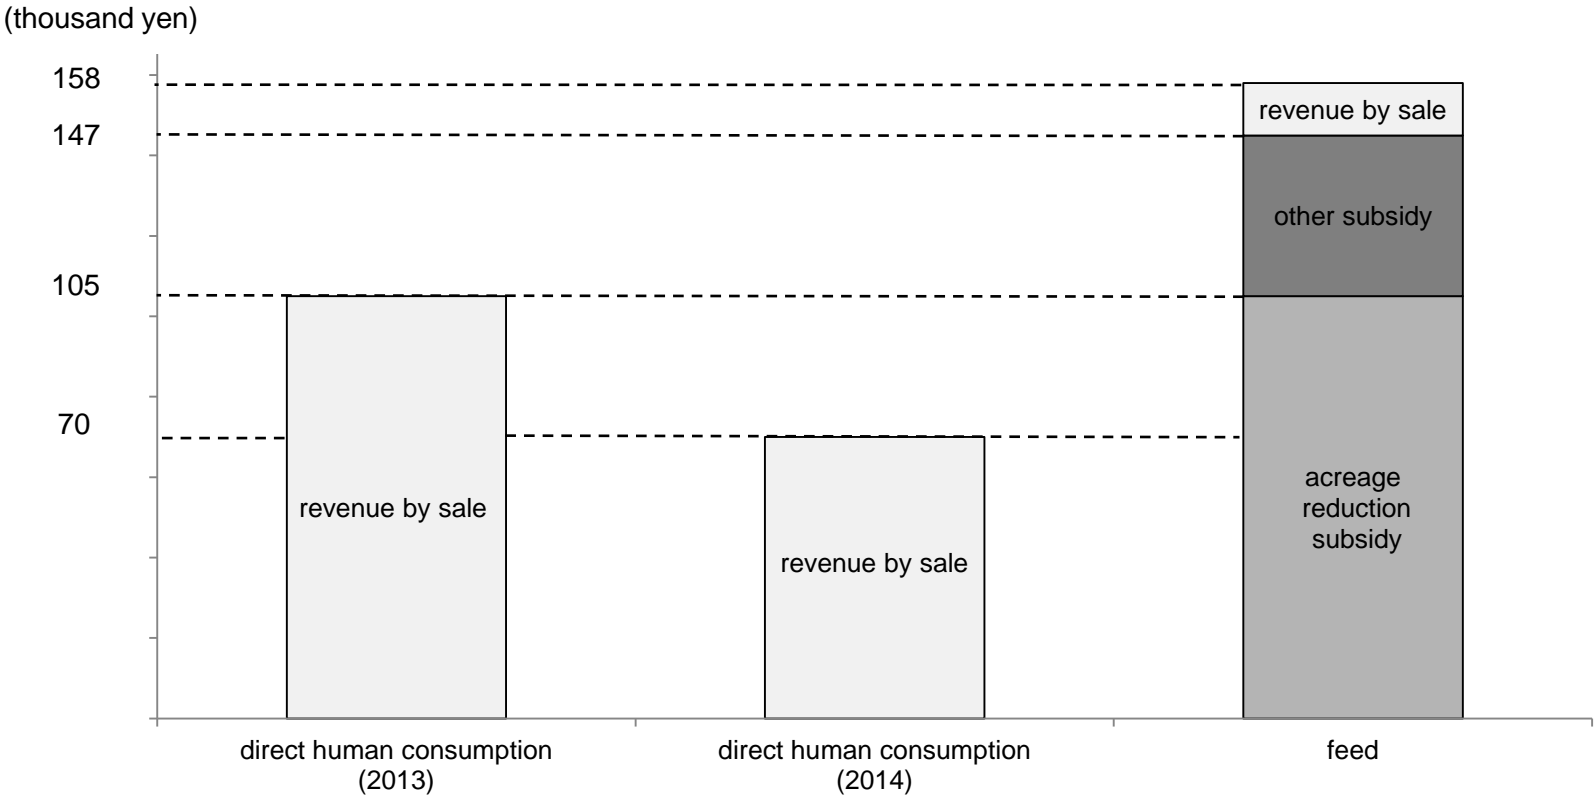 (thousand yen)
158
revenue by sale
147
other subsidy
105
70
acreage
reduction
subsidy
revenue by sale
revenue by sale
direct human consumption
(2013)
direct human consumption
(2014)
feed